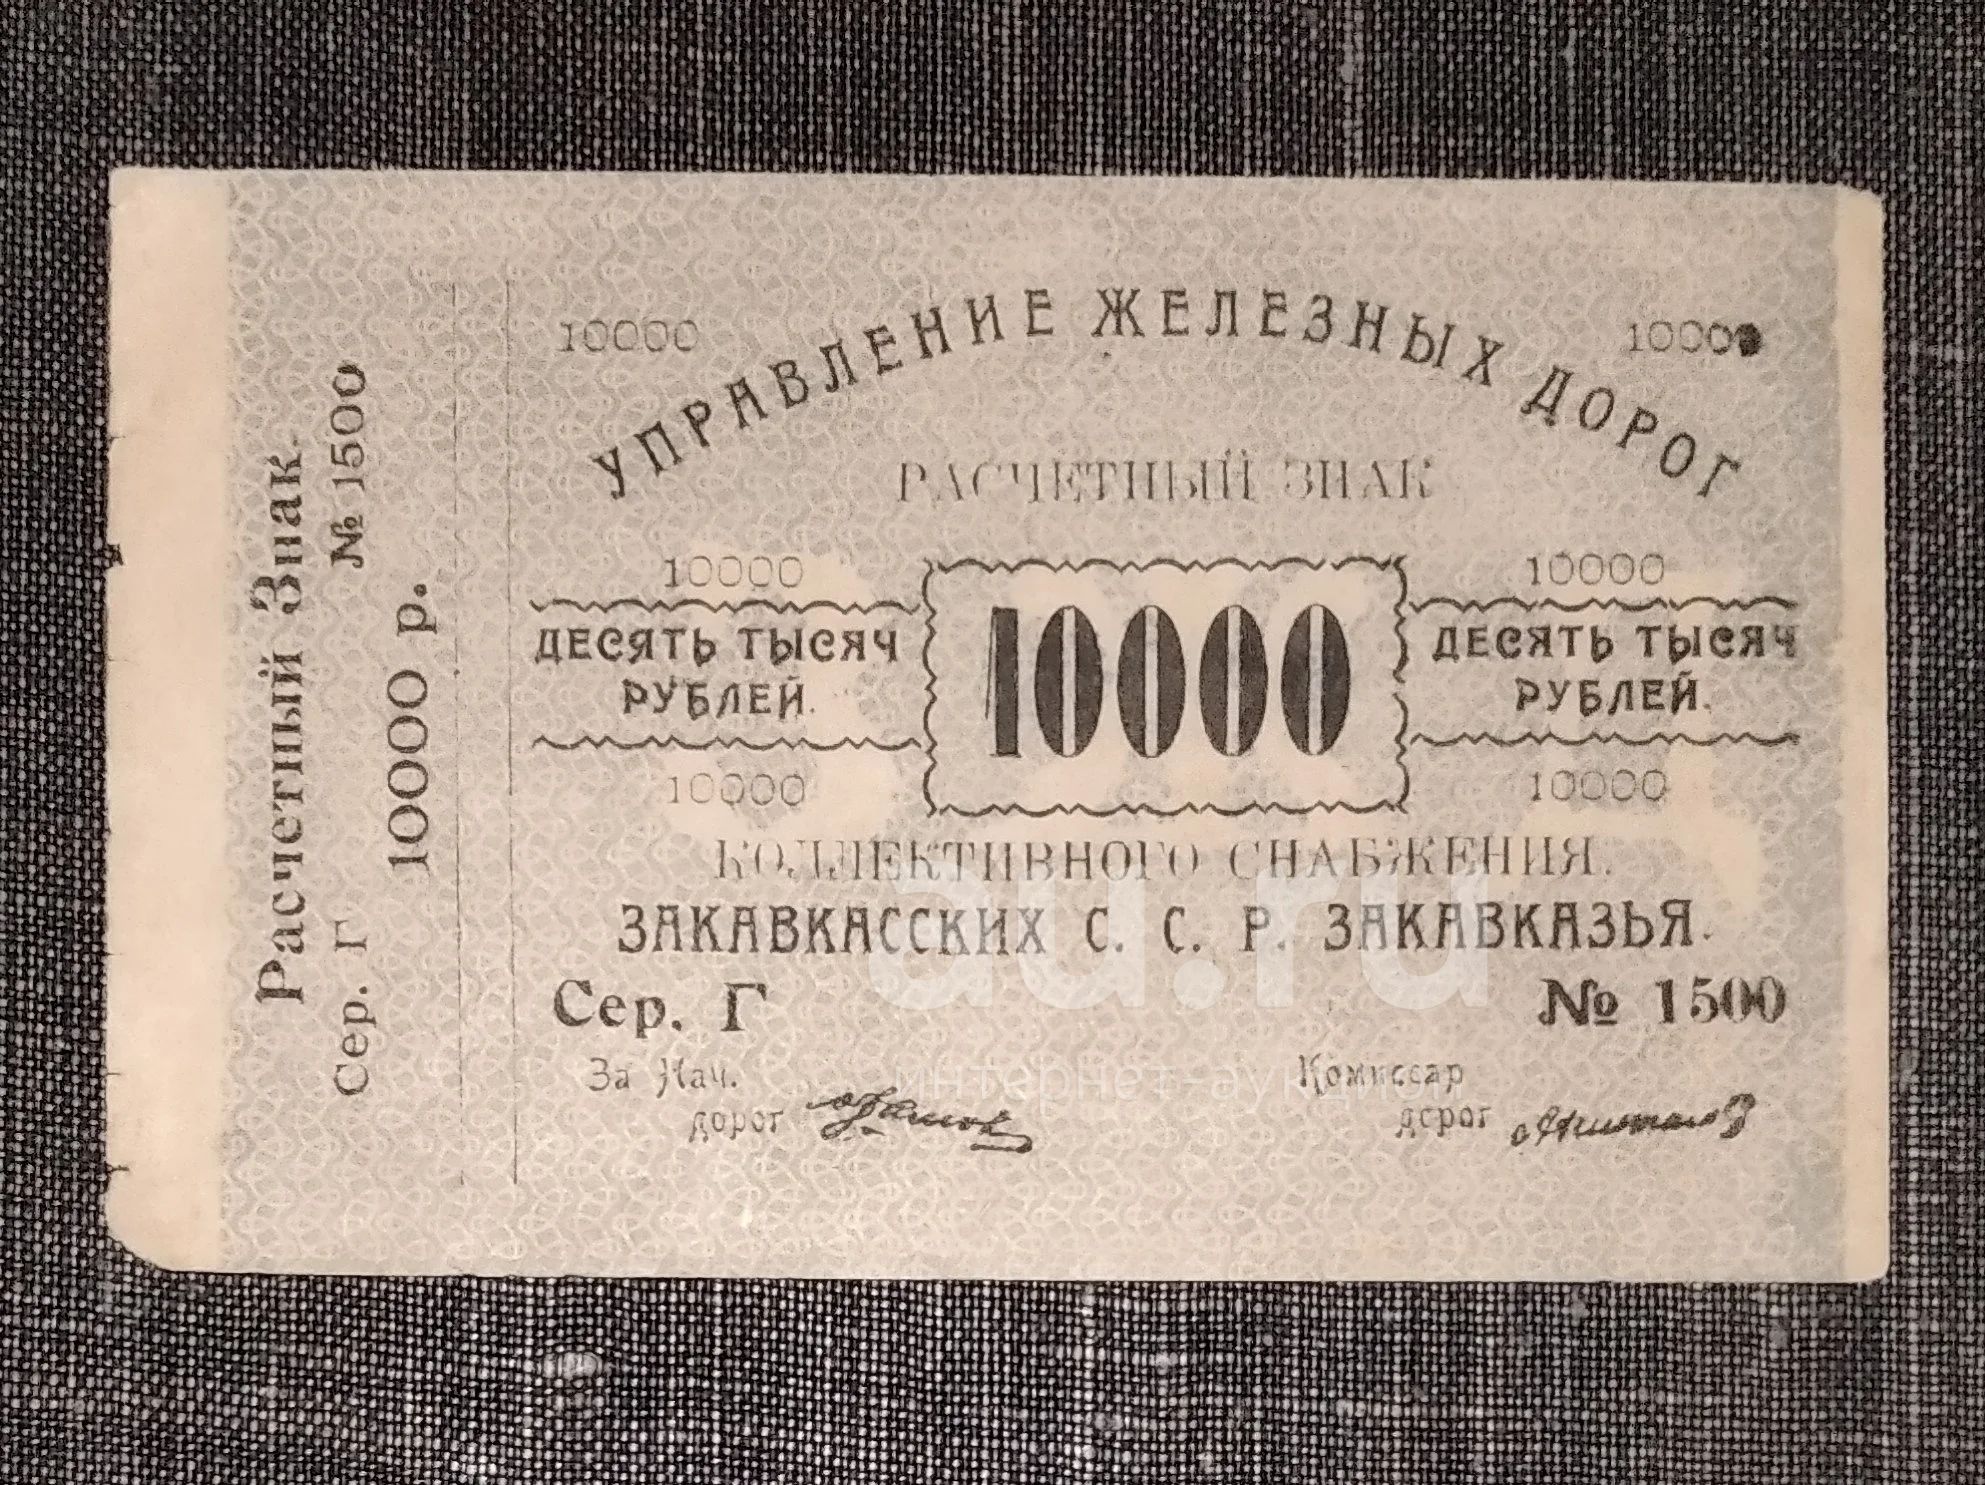 Расчетный Знак.
Сер. Г № 1500
10000 р.
10000
10000
УПРАВЛЕНИЕ ЖЕЛЕЗНЫХ ДОРОГ
РАСЧЕТНЫЙ ЗНАК
10000
10000
ДЕСЯТЬ ТЫСЯЧ
РУБЛЕЙ.
10000
ДЕСЯТЬ ТЫСЯЧ
РУБЛЕЙ.
10000
10000
КОЛЛЕКТИВНОГО СНАБЖЕНИЯ.
ЗАКАВКАССКИХ С. С. Р. ЗАКАВКАЗЬЯ.
Сер. Г
№ 1500
За Нач.
дорог
Комиссар
дорог
au.ru
интернет-аукцион